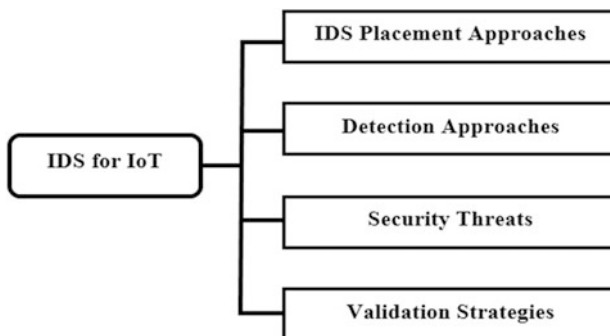 IDS for IoT
IDS Placement Approaches
Detection Approaches
Security Threats
Validation Strategies